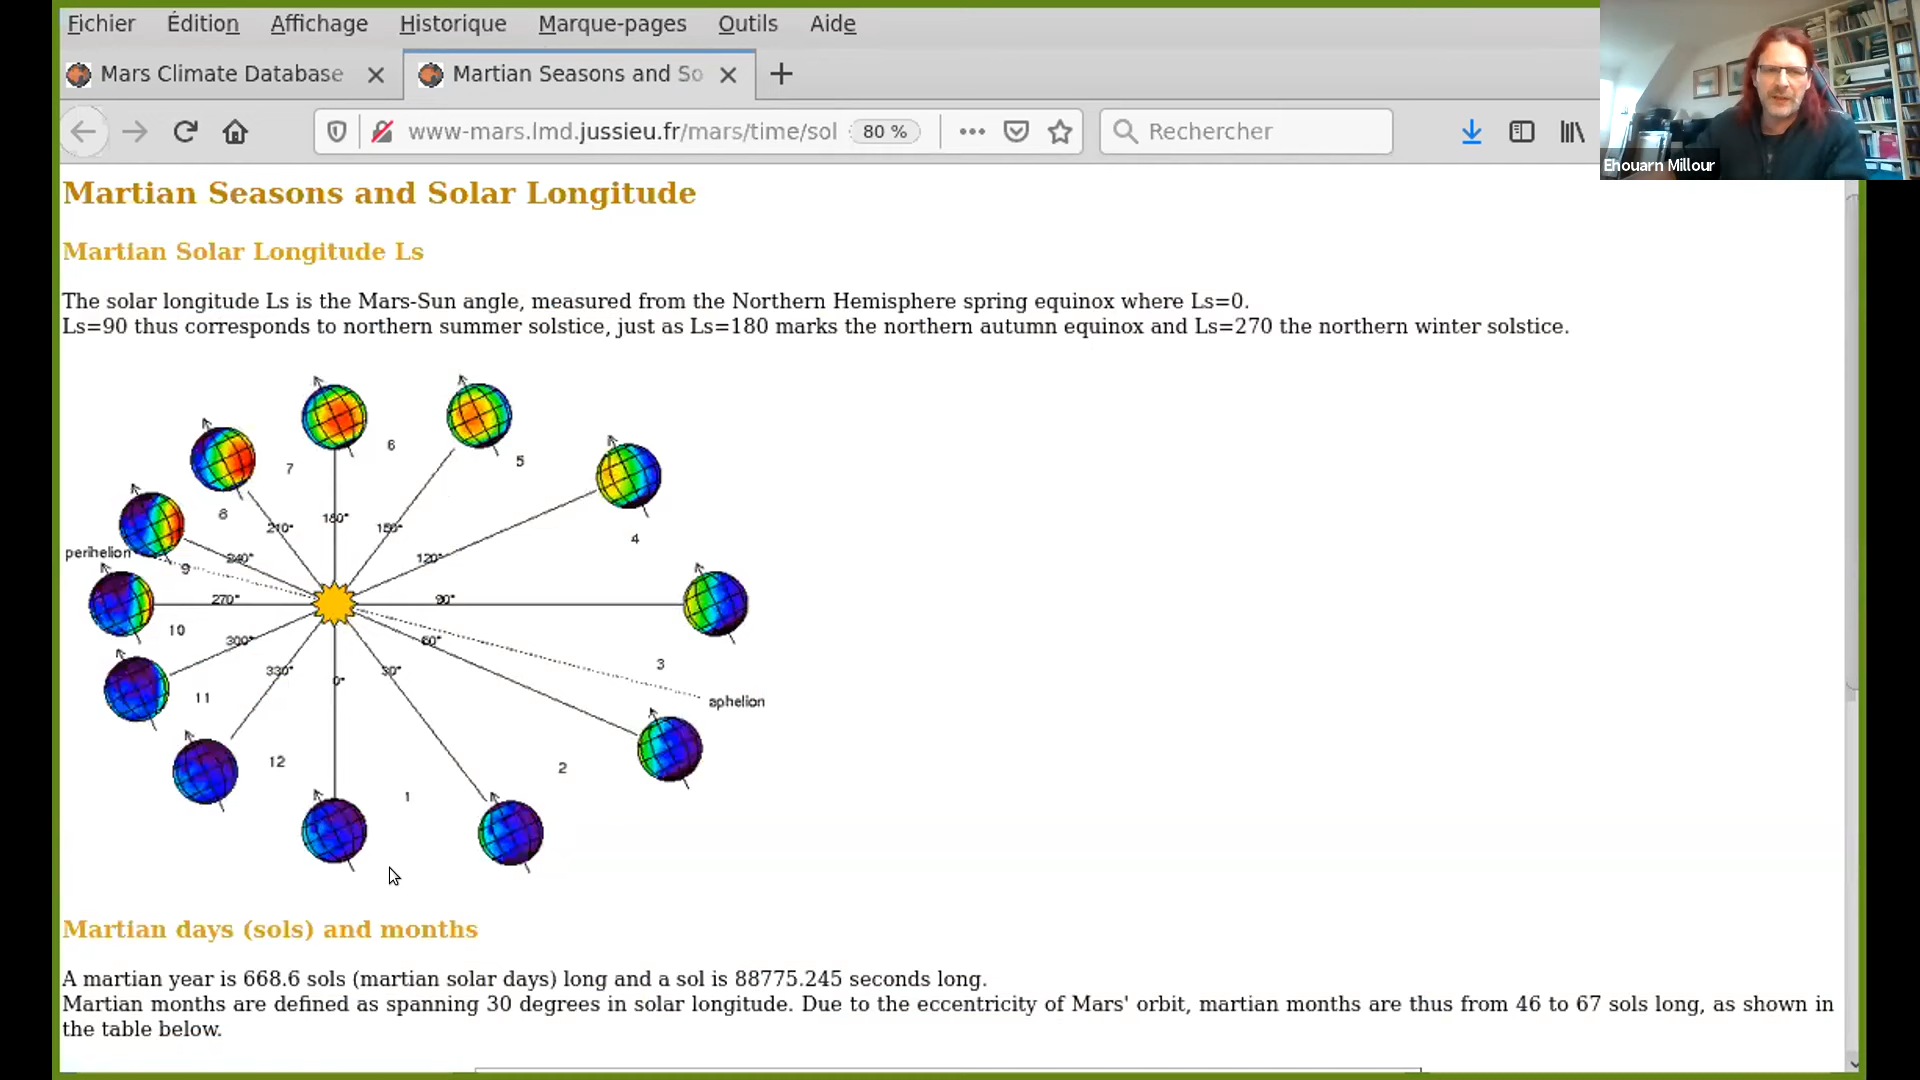 Fichier Édition Affichage Historique Marque-pages Outils Aide
Mars Climate Database
Martian Seasons and So
www-mars.lmd.jussieu.fr/mars/time/sol
80 %
Rechercher
Ehouarn Millour
Martian Seasons and Solar Longitude
Martian Solar Longitude Ls
The solar longitude Ls is the Mars-Sun angle, measured from the Northern Hemisphere spring equinox where Ls=0.
Ls=90 thus corresponds to northern summer solstice, just as Ls=180 marks the northern autumn equinox and Ls=270 the northern winter solstice.
6
5
7
8
4
180°
210°
150°
perihelion
240°
120°
9
270°
90°
10
300°
60°
3
330°
0°
30°
11
aphelion
12
2
1
Martian days (sols) and months
A martian year is 668.6 sols (martian solar days) long and a sol is 88775.245 seconds long.
Martian months are defined as spanning 30 degrees in solar longitude. Due to the eccentricity of Mars' orbit, martian months are thus from 46 to 67 sols long, as shown in
the table below.